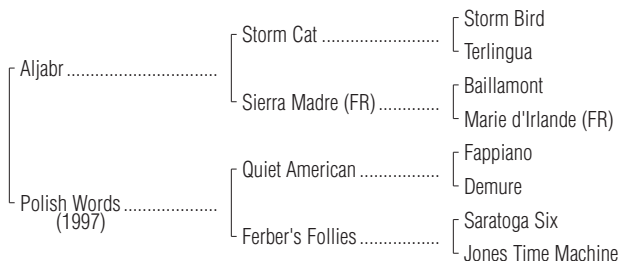 Storm Bird
Storm Cat ........................
Terlingua
Aljabr ...............................
Baillamont
Sierra Madre (FR) ............
Marie d'Irlande (FR)
Fappiano
Quiet American ................
Demure
Polish Words ...................
(1997)
Saratoga Six
Ferber's Follies ................
Jones Time Machine